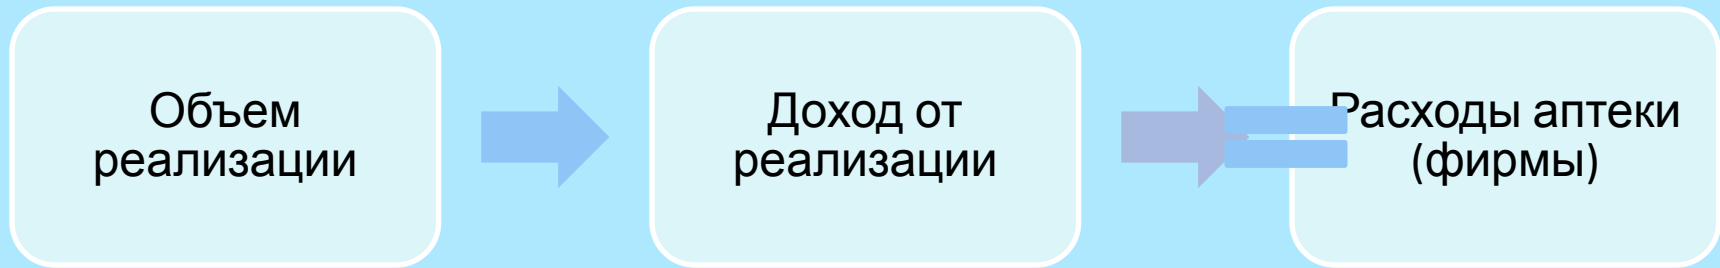 Объем
реализации
Доход от
реализации
Расходы аптеки
(фирмы)